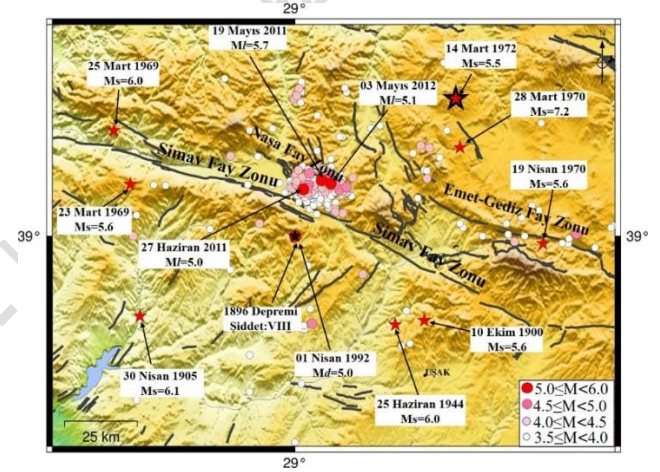 29°
19 Mayıs 2011
Ml=5.7
14 Mart 1972
Ms=5.5
N
25 Mart 1969
Ms=6.0
03 Mayıs 2012
Ml=5.1
28 Mart 1970
Ms=7.2
Naşa Fay Zonu
Simav Fay Zonu
19 Nisan 1970
Ms=5.6
Emet-Gediz Fay Zonu
23 Mart 1969
Ms=5.6
39°
39°
Simav Fay Zonu
27 Haziran 2011
Ml=5.0
1896 Depremi
Şiddet:VIII
10 Ekim 1900
Ms=5.6
01 Nisan 1992
Md=5.0
30 Nisan 1905
Ms=6.1
UŞAK
25 Haziran 1944
Ms=6.0
5.0≤M<6.0
4.5≤M<5.0
4.0≤M<4.5
3.5≤M<4.0
25 km
29°